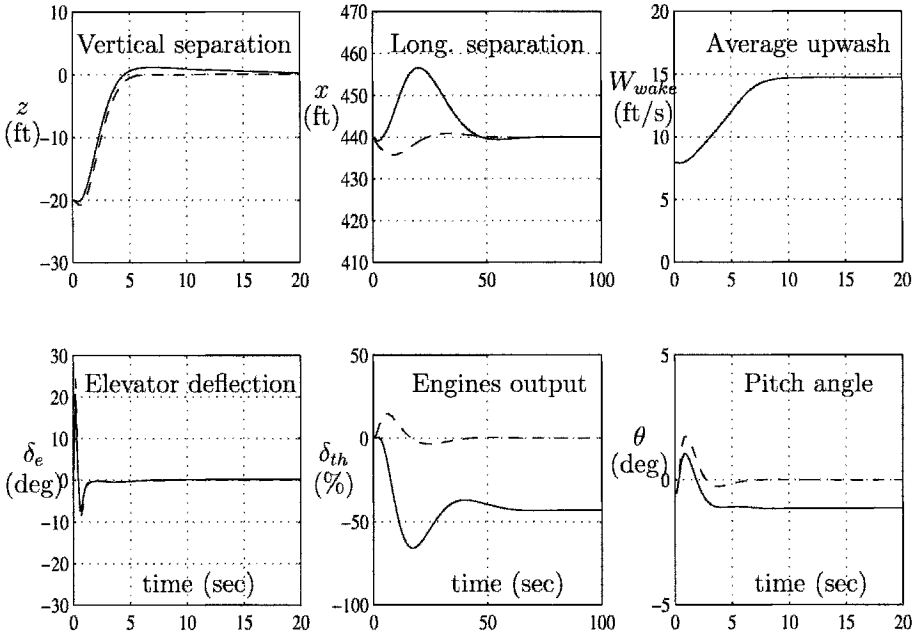 10
0
−10
−20
−30
z
(ft)
Vertical separation
0
5
10
15
20
470
460
450
440
430
420
410
x
(ft)
Long. separation
0
50
100
20
15
10
5
0
W_wake
(ft/s)
Average upwash
0
5
10
15
20
30
20
10
0
−10
−20
−30
δ_e
(deg)
Elevator deflection
time (sec)
0
5
10
15
20
50
0
−50
−100
δ_th
(%)
Engines output
time (sec)
0
50
100
5
0
−5
θ
(deg)
Pitch angle
time (sec)
0
5
10
15
20